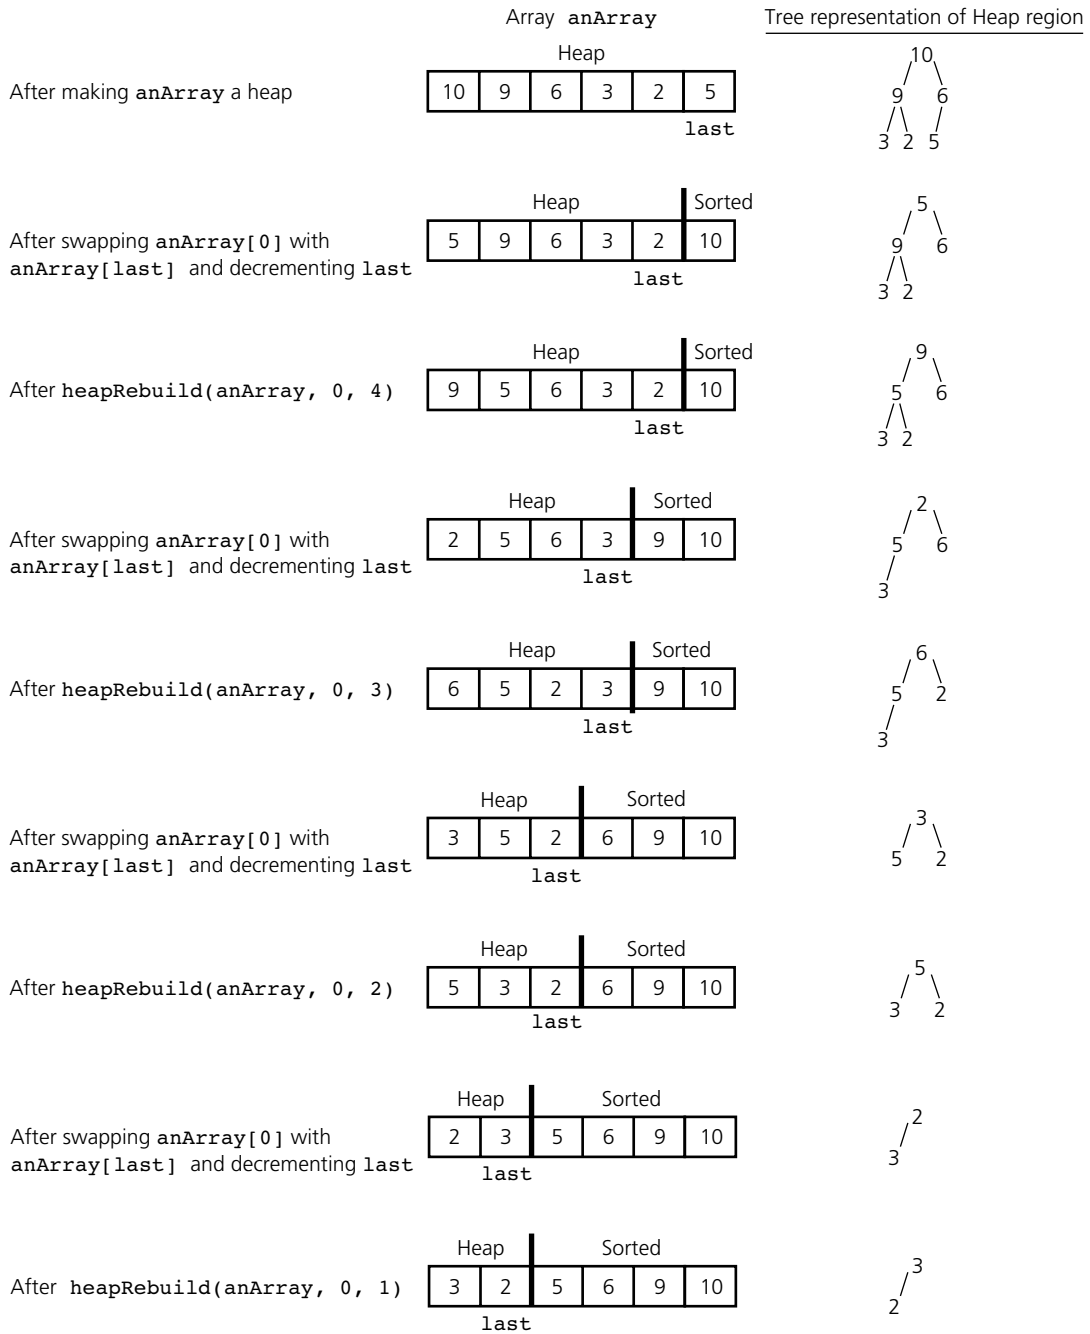 Array anArray Tree representation of Heap region
Heap
After making anArray a heap
10 9 6 3 2 5
last
10
9 6
3 2 5
Heap Sorted
After swapping anArray[0] with
anArray[last] and decrementing last
5 9 6 3 2 10
last
5
9 6
3 2
Heap Sorted
After heapRebuild(anArray, 0, 4)
9 5 6 3 2 10
last
9
5 6
3 2
Heap Sorted
After swapping anArray[0] with
anArray[last] and decrementing last
2 5 6 3 9 10
last
2
5 6
3
Heap Sorted
After heapRebuild(anArray, 0, 3)
6 5 2 3 9 10
last
6
5 2
3
Heap Sorted
After swapping anArray[0] with
anArray[last] and decrementing last
3 5 2 6 9 10
last
3
5 2
Heap Sorted
After heapRebuild(anArray, 0, 2)
5 3 2 6 9 10
last
5
3 2
Heap Sorted
After swapping anArray[0] with
anArray[last] and decrementing last
2 3 5 6 9 10
last
2
3
Heap Sorted
After heapRebuild(anArray, 0, 1)
3 2 5 6 9 10
last
3
2